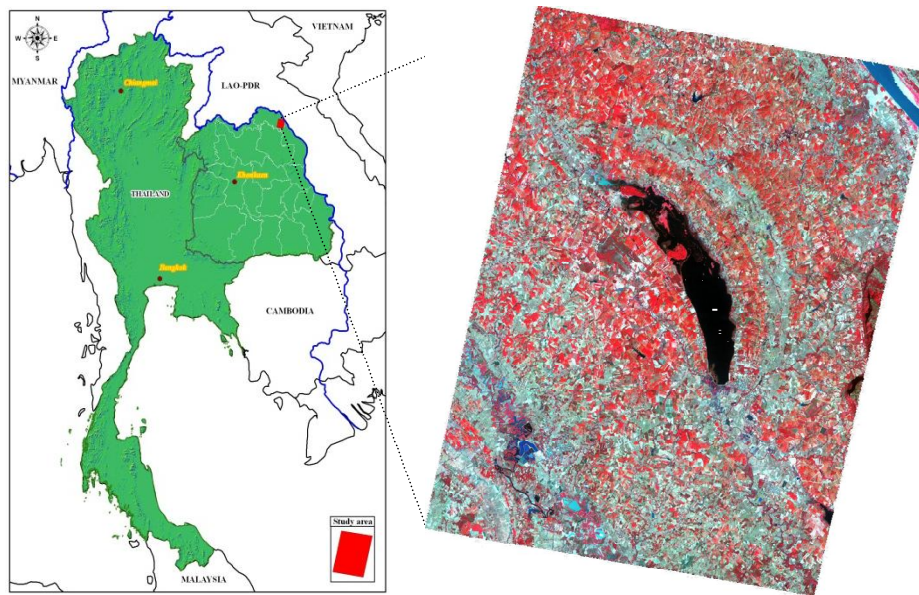 VIETNAM
N
W E
S
MYANMAR
Chiangmai
LAO-PDR
Khonkaen
THAILAND
Bangkok
CAMBODIA
Study area
MALAYSIA